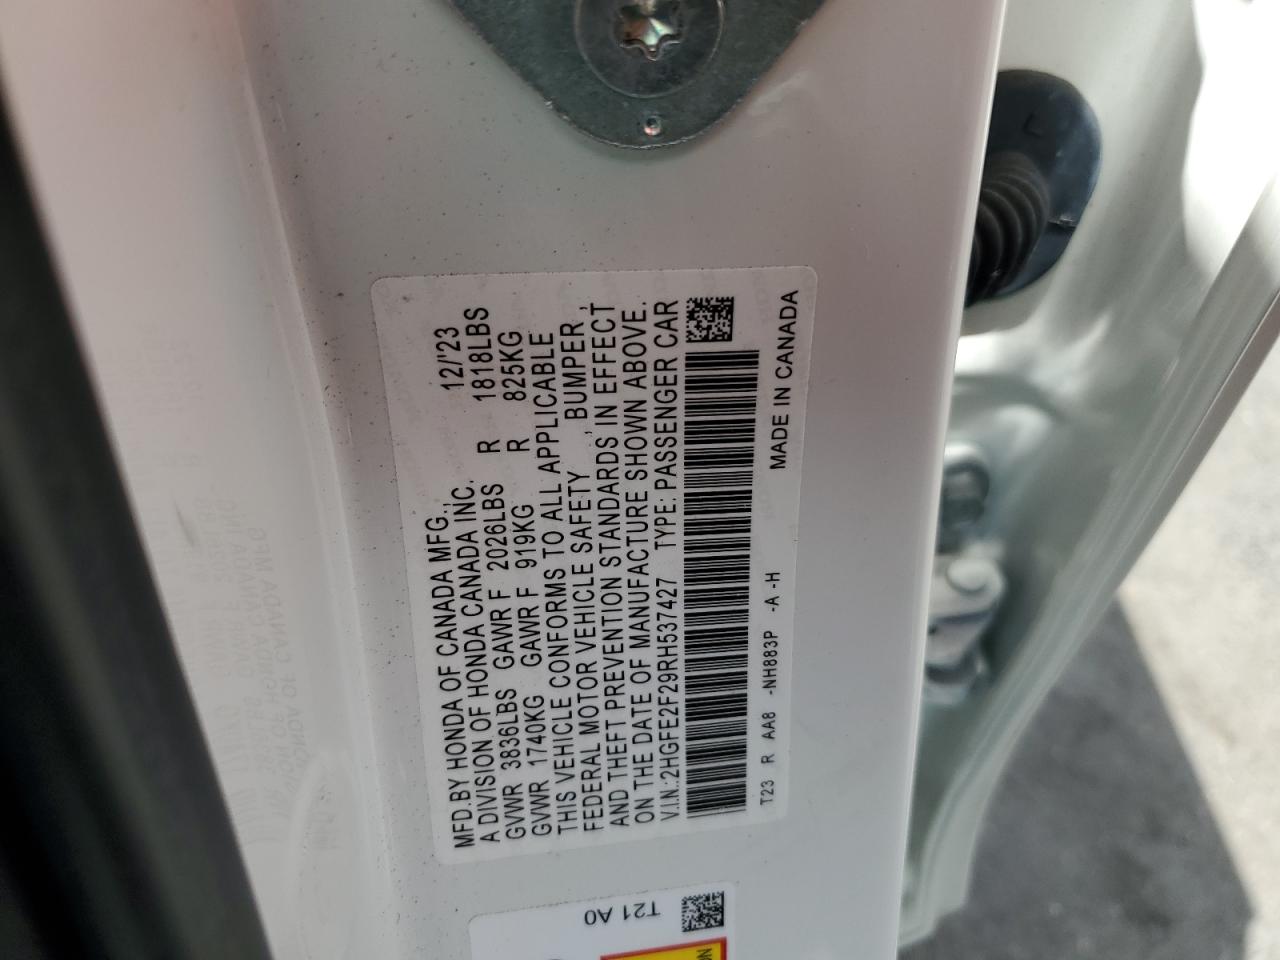 MFD.BY HONDA OF CANADA MFG., 12/'23
A DIVISION OF HONDA CANADA INC.
GVWR 3836LBS GAWR F 2026LBS R 1818LBS
GVWR 1740KG GAWR F 919KG R 825KG
THIS VEHICLE CONFORMS TO ALL APPLICABLE
FEDERAL MOTOR VEHICLE SAFETY , BUMPER ,
AND THEFT PREVENTION STANDARDS IN EFFECT
ON THE DATE OF MANUFACTURE SHOWN ABOVE.
V.I.N.:2HGFE2F29RH537427 TYPE: PASSENGER CAR
T23 R AA8 -NH883P -A -H
MADE IN CANADA
T21 A0
L